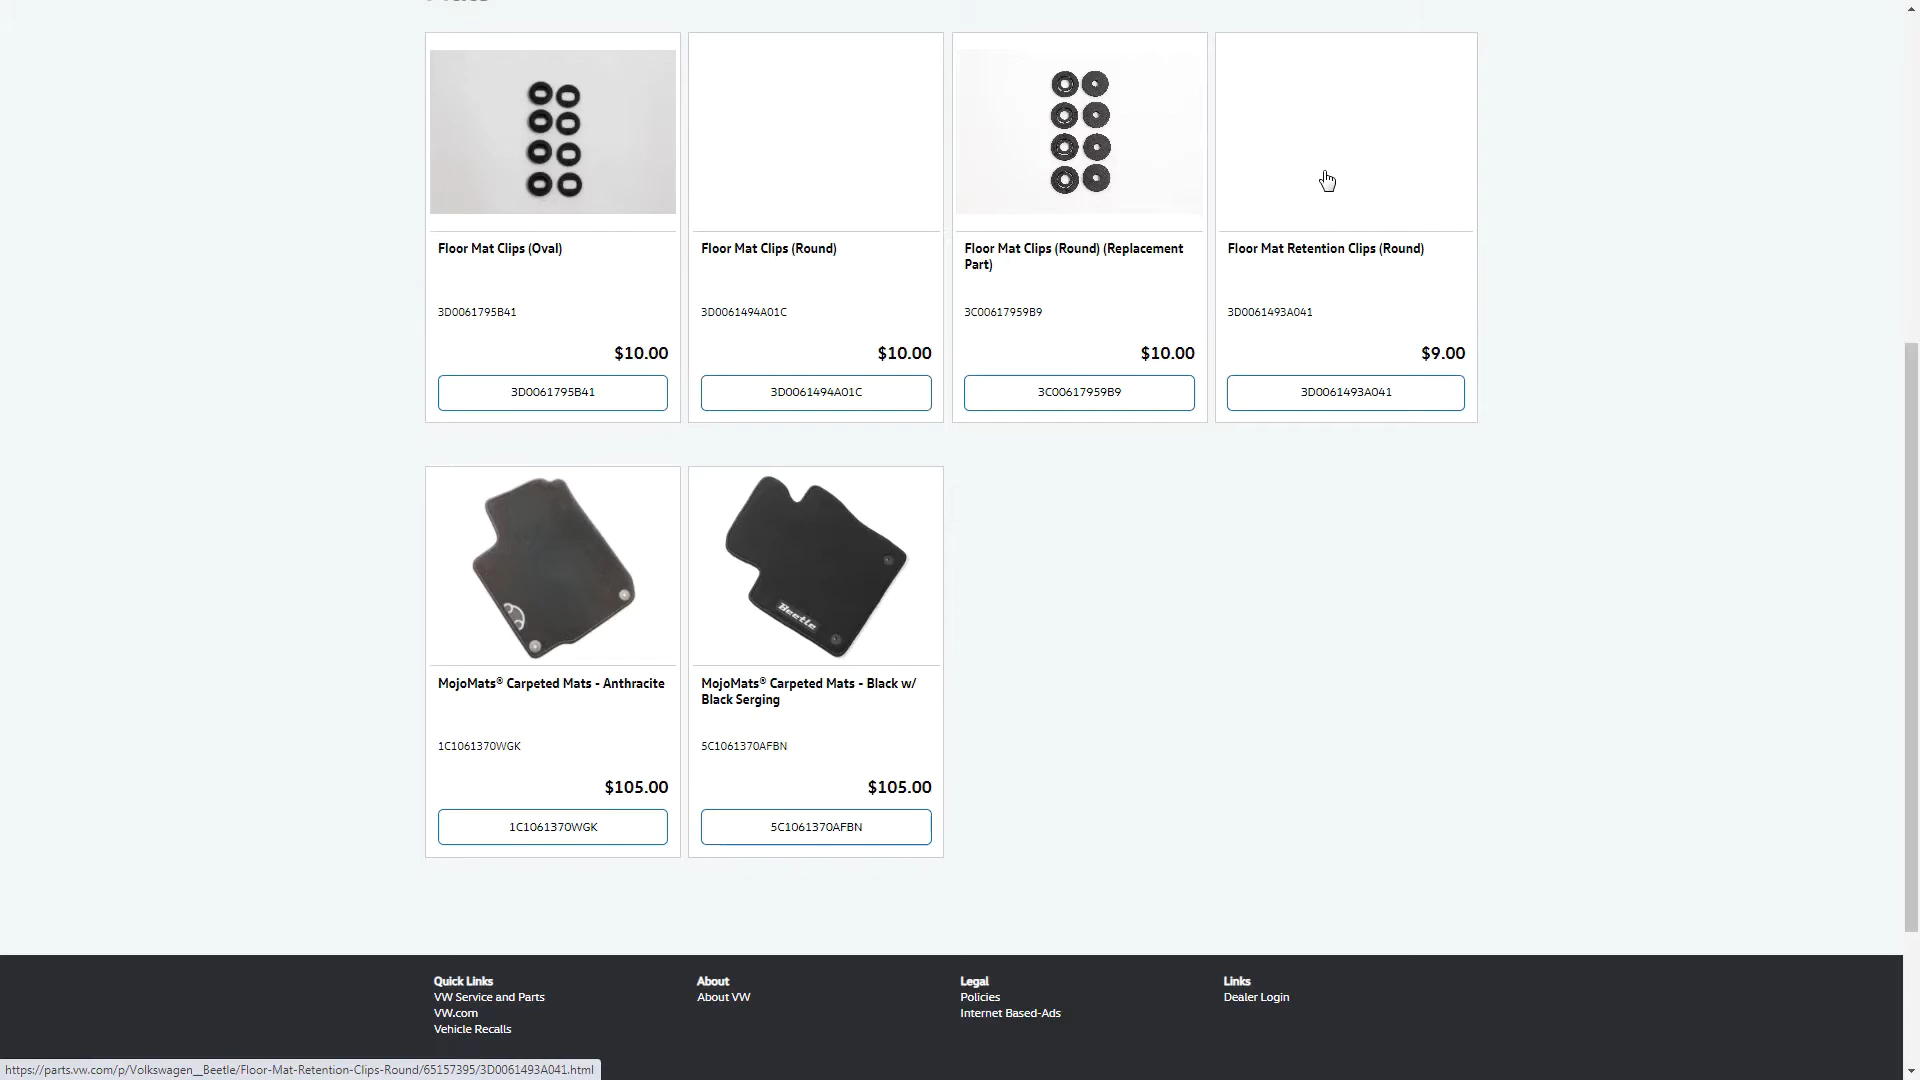 Floor Mat Clips (Oval)
3D0061795B41
$10.00
3D0061795B41
Floor Mat Clips (Round)
3D0061494A01C
$10.00
3D0061494A01C
Floor Mat Clips (Round) (Replacement
Part)
3C00617959B9
$10.00
3C00617959B9
Floor Mat Retention Clips (Round)
3D0061493A041
$9.00
3D0061493A041
Beetle
MojoMats® Carpeted Mats - Anthracite
1C1061370WGK
$105.00
1C1061370WGK
MojoMats® Carpeted Mats - Black w/
Black Serging
5C1061370AFBN
$105.00
5C1061370AFBN
Quick Links
VW Service and Parts
VW.com
Vehicle Recalls
About
About VW
Legal
Policies
Internet Based-Ads
Links
Dealer Login
https://parts.vw.com/p/Volkswagen__Beetle/Floor-Mat-Retention-Clips-Round/65157395/3D0061493A041.html